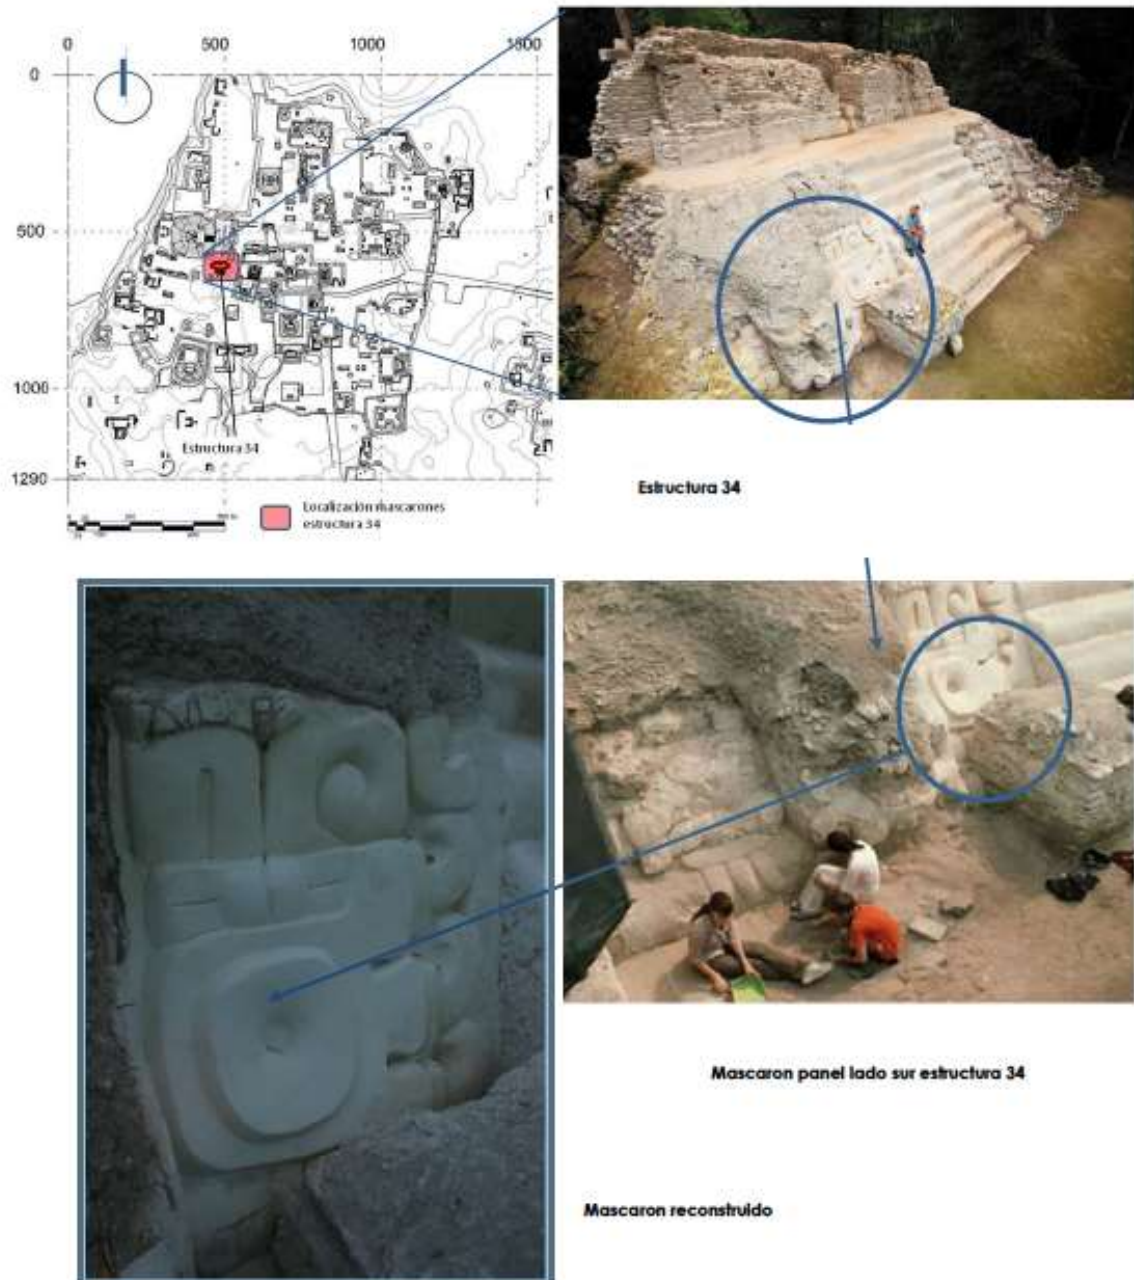 0
500
1000
1500
0
500
1000
1290
Estructura 34
Localización mascarones
estructura 34
Estructura 34
Mascaron panel lado sur estructura 34
Mascaron reconstruido